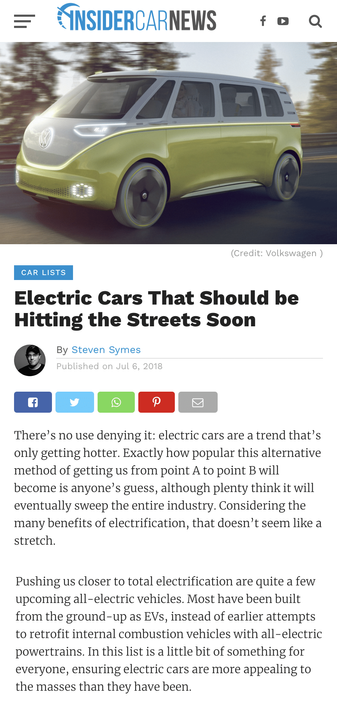 INSIDERCARNEWS
(Credit: Volkswagen )
CAR LISTS
Electric Cars That Should be
Hitting the Streets Soon
By Steven Symes
Published on Jul 6, 2018
There’s no use denying it: electric cars are a trend that’s
only getting hotter. Exactly how popular this alternative
method of getting us from point A to point B will
become is anyone’s guess, although plenty think it will
eventually sweep the entire industry. Considering the
many benefits of electrification, that doesn’t seem like a
stretch.
Pushing us closer to total electrification are quite a few
upcoming all-electric vehicles. Most have been built
from the ground-up as EVs, instead of earlier attempts
to retrofit internal combustion vehicles with all-electric
powertrains. In this list is a little bit of something for
everyone, ensuring electric cars are more appealing to
the masses than they have been.